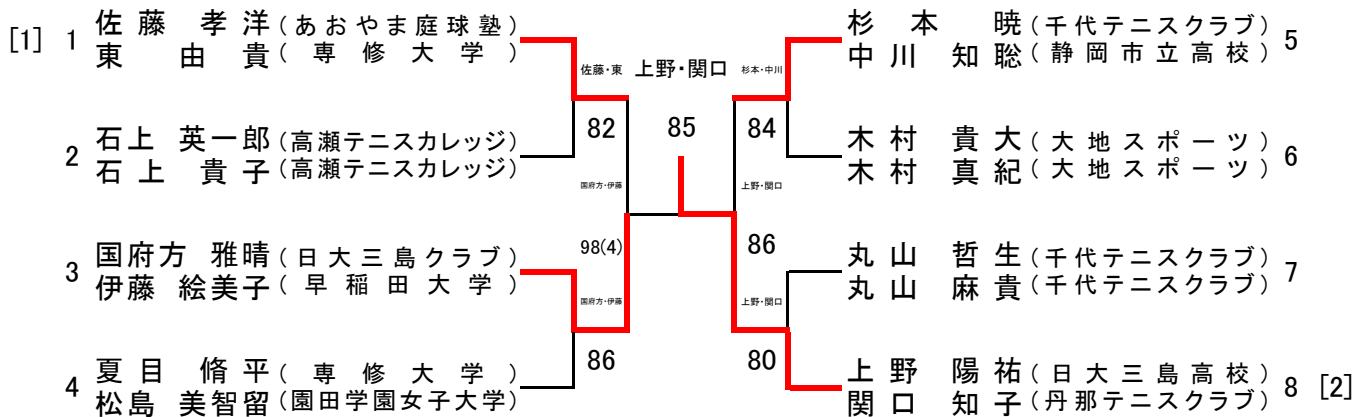 [1] 1 佐藤 孝洋 (あおやま庭球塾)
東 由貴 (専修大学)
2 石上 英一郎 (高瀬テニスカレッジ)
石上 貴子 (高瀬テニスカレッジ)
3 国府方 雅晴 (日大三島クラブ)
伊藤 絵美子 (早稲田大学)
4 夏目 脩平 (専修大学)
松島 美智留 (園田学園女子大学)
佐藤・東
82
国府方・伊藤
98(4)
国府方・伊藤
86
上野・関口
85
杉本・中川
84
上野・関口
86
上野・関口
80
杉本 暁 (千代テニスクラブ) 5
中川 知聡 (静岡市立高校)
木村 貴大 (大地スポーツ) 6
木村 真紀 (大地スポーツ)
丸山 哲生 (千代テニスクラブ) 7
丸山 麻貴 (千代テニスクラブ)
上野 陽祐 (日大三島高校) 8 [2]
関口 知子 (丹那テニスクラブ)